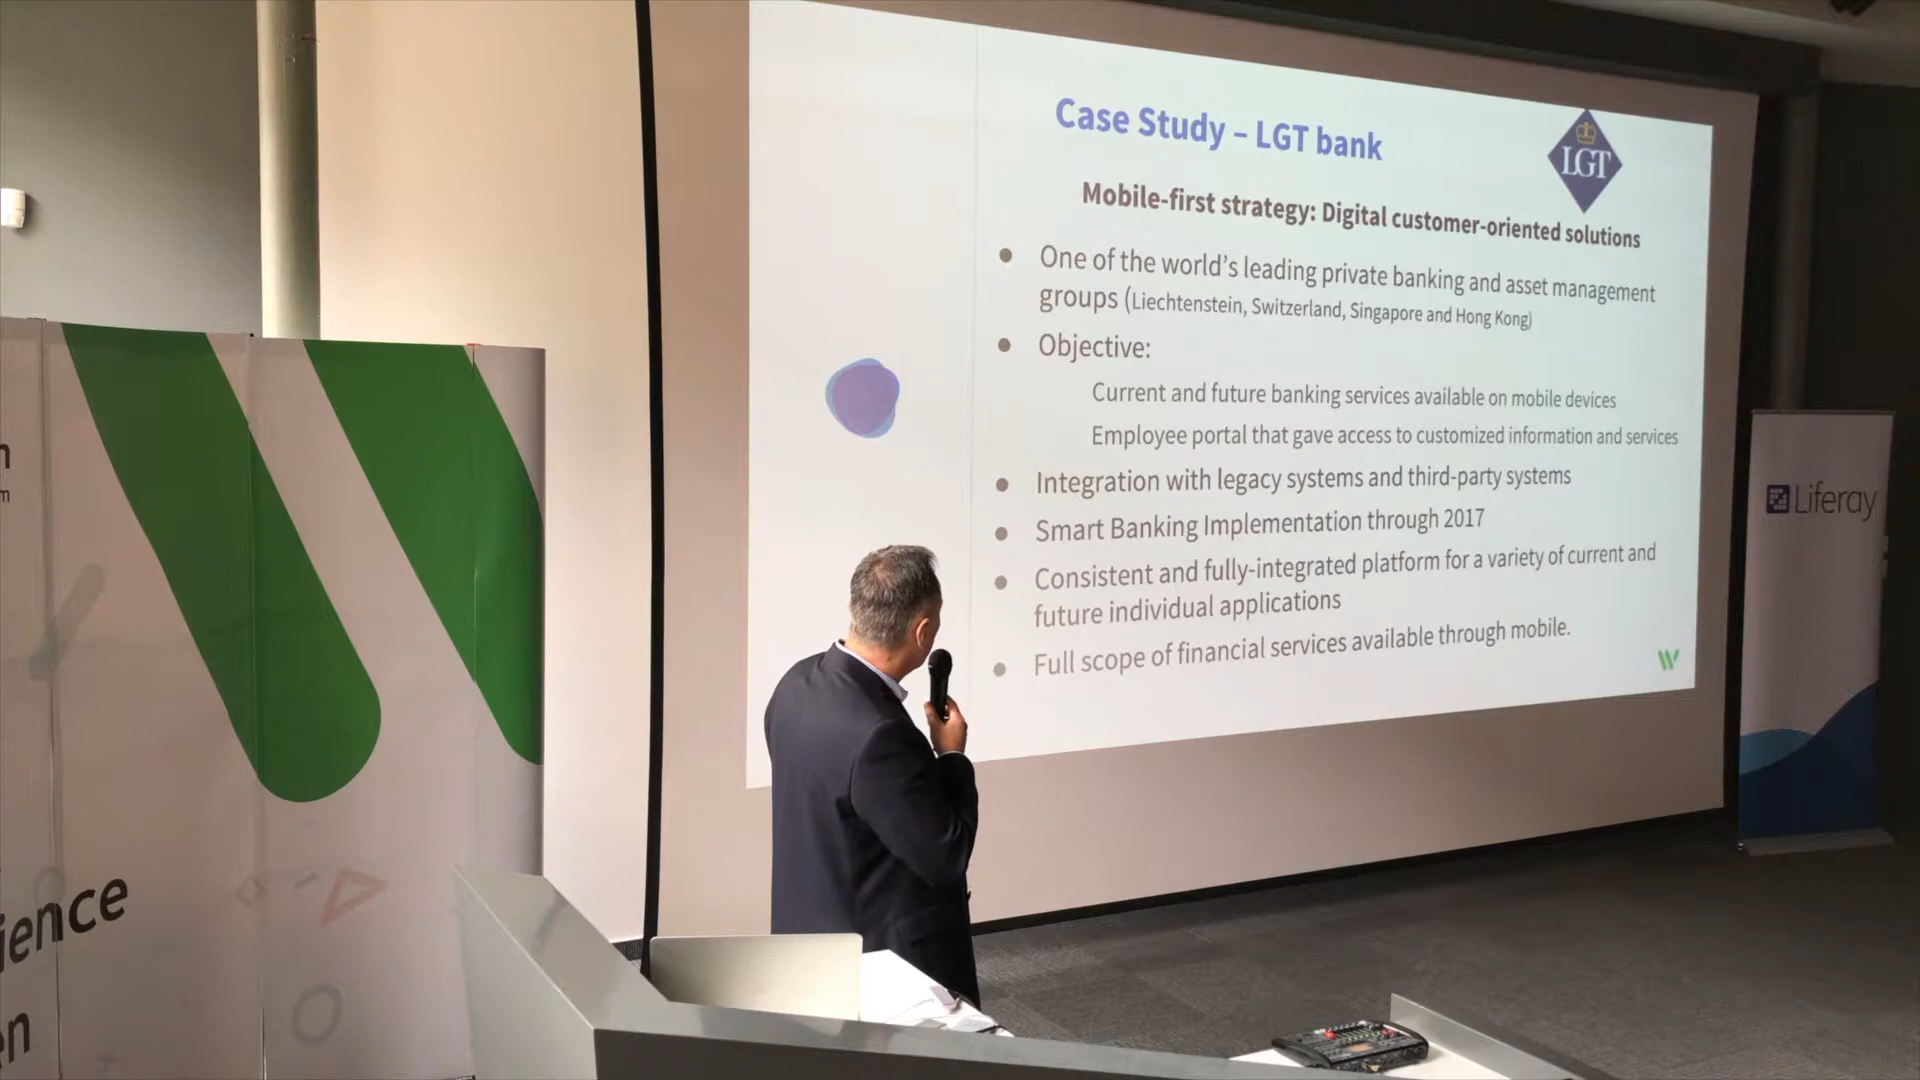 Case Study – LGT bank
LGT
Mobile-first strategy: Digital customer-oriented solutions
● One of the world's leading private banking and asset management
groups (Liechtenstein, Switzerland, Singapore and Hong Kong)
● Objective:
Current and future banking services available on mobile devices
Employee portal that gave access to customized information and services
● Integration with legacy systems and third-party systems
● Smart Banking Implementation through 2017
● Consistent and fully-integrated platform for a variety of current and
future individual applications
● Full scope of financial services available through mobile.
Liferay
n
m
ience
en